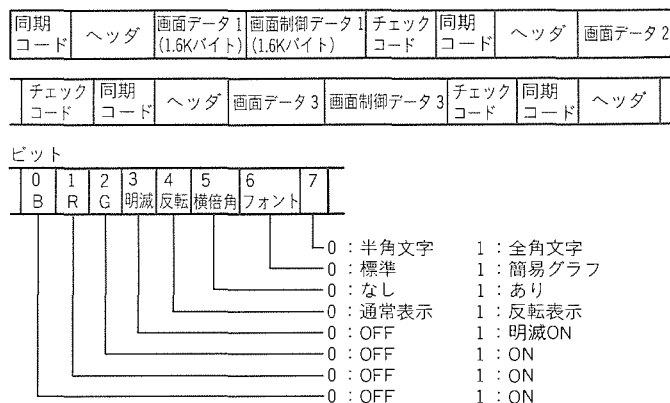 同期コード ヘッダ 画面データ1(1.6Kバイト) 画面制御データ1(1.6Kバイト) チェックコード 同期コード ヘッダ 画面データ2
チェックコード 同期コード ヘッダ 画面データ3 画面制御データ3 チェックコード 同期コード ヘッダ
ビット
0 1 2 3 4 5 6 7
B R G 明滅 反転 横倍角 フォント
0：半角文字 1：全角文字
0：標準 1：簡易グラフ
0：なし 1：あり
0：通常表示 1：反転表示
0：OFF 1：明滅ON
0：OFF 1：ON
0：OFF 1：ON
0：OFF 1：ON